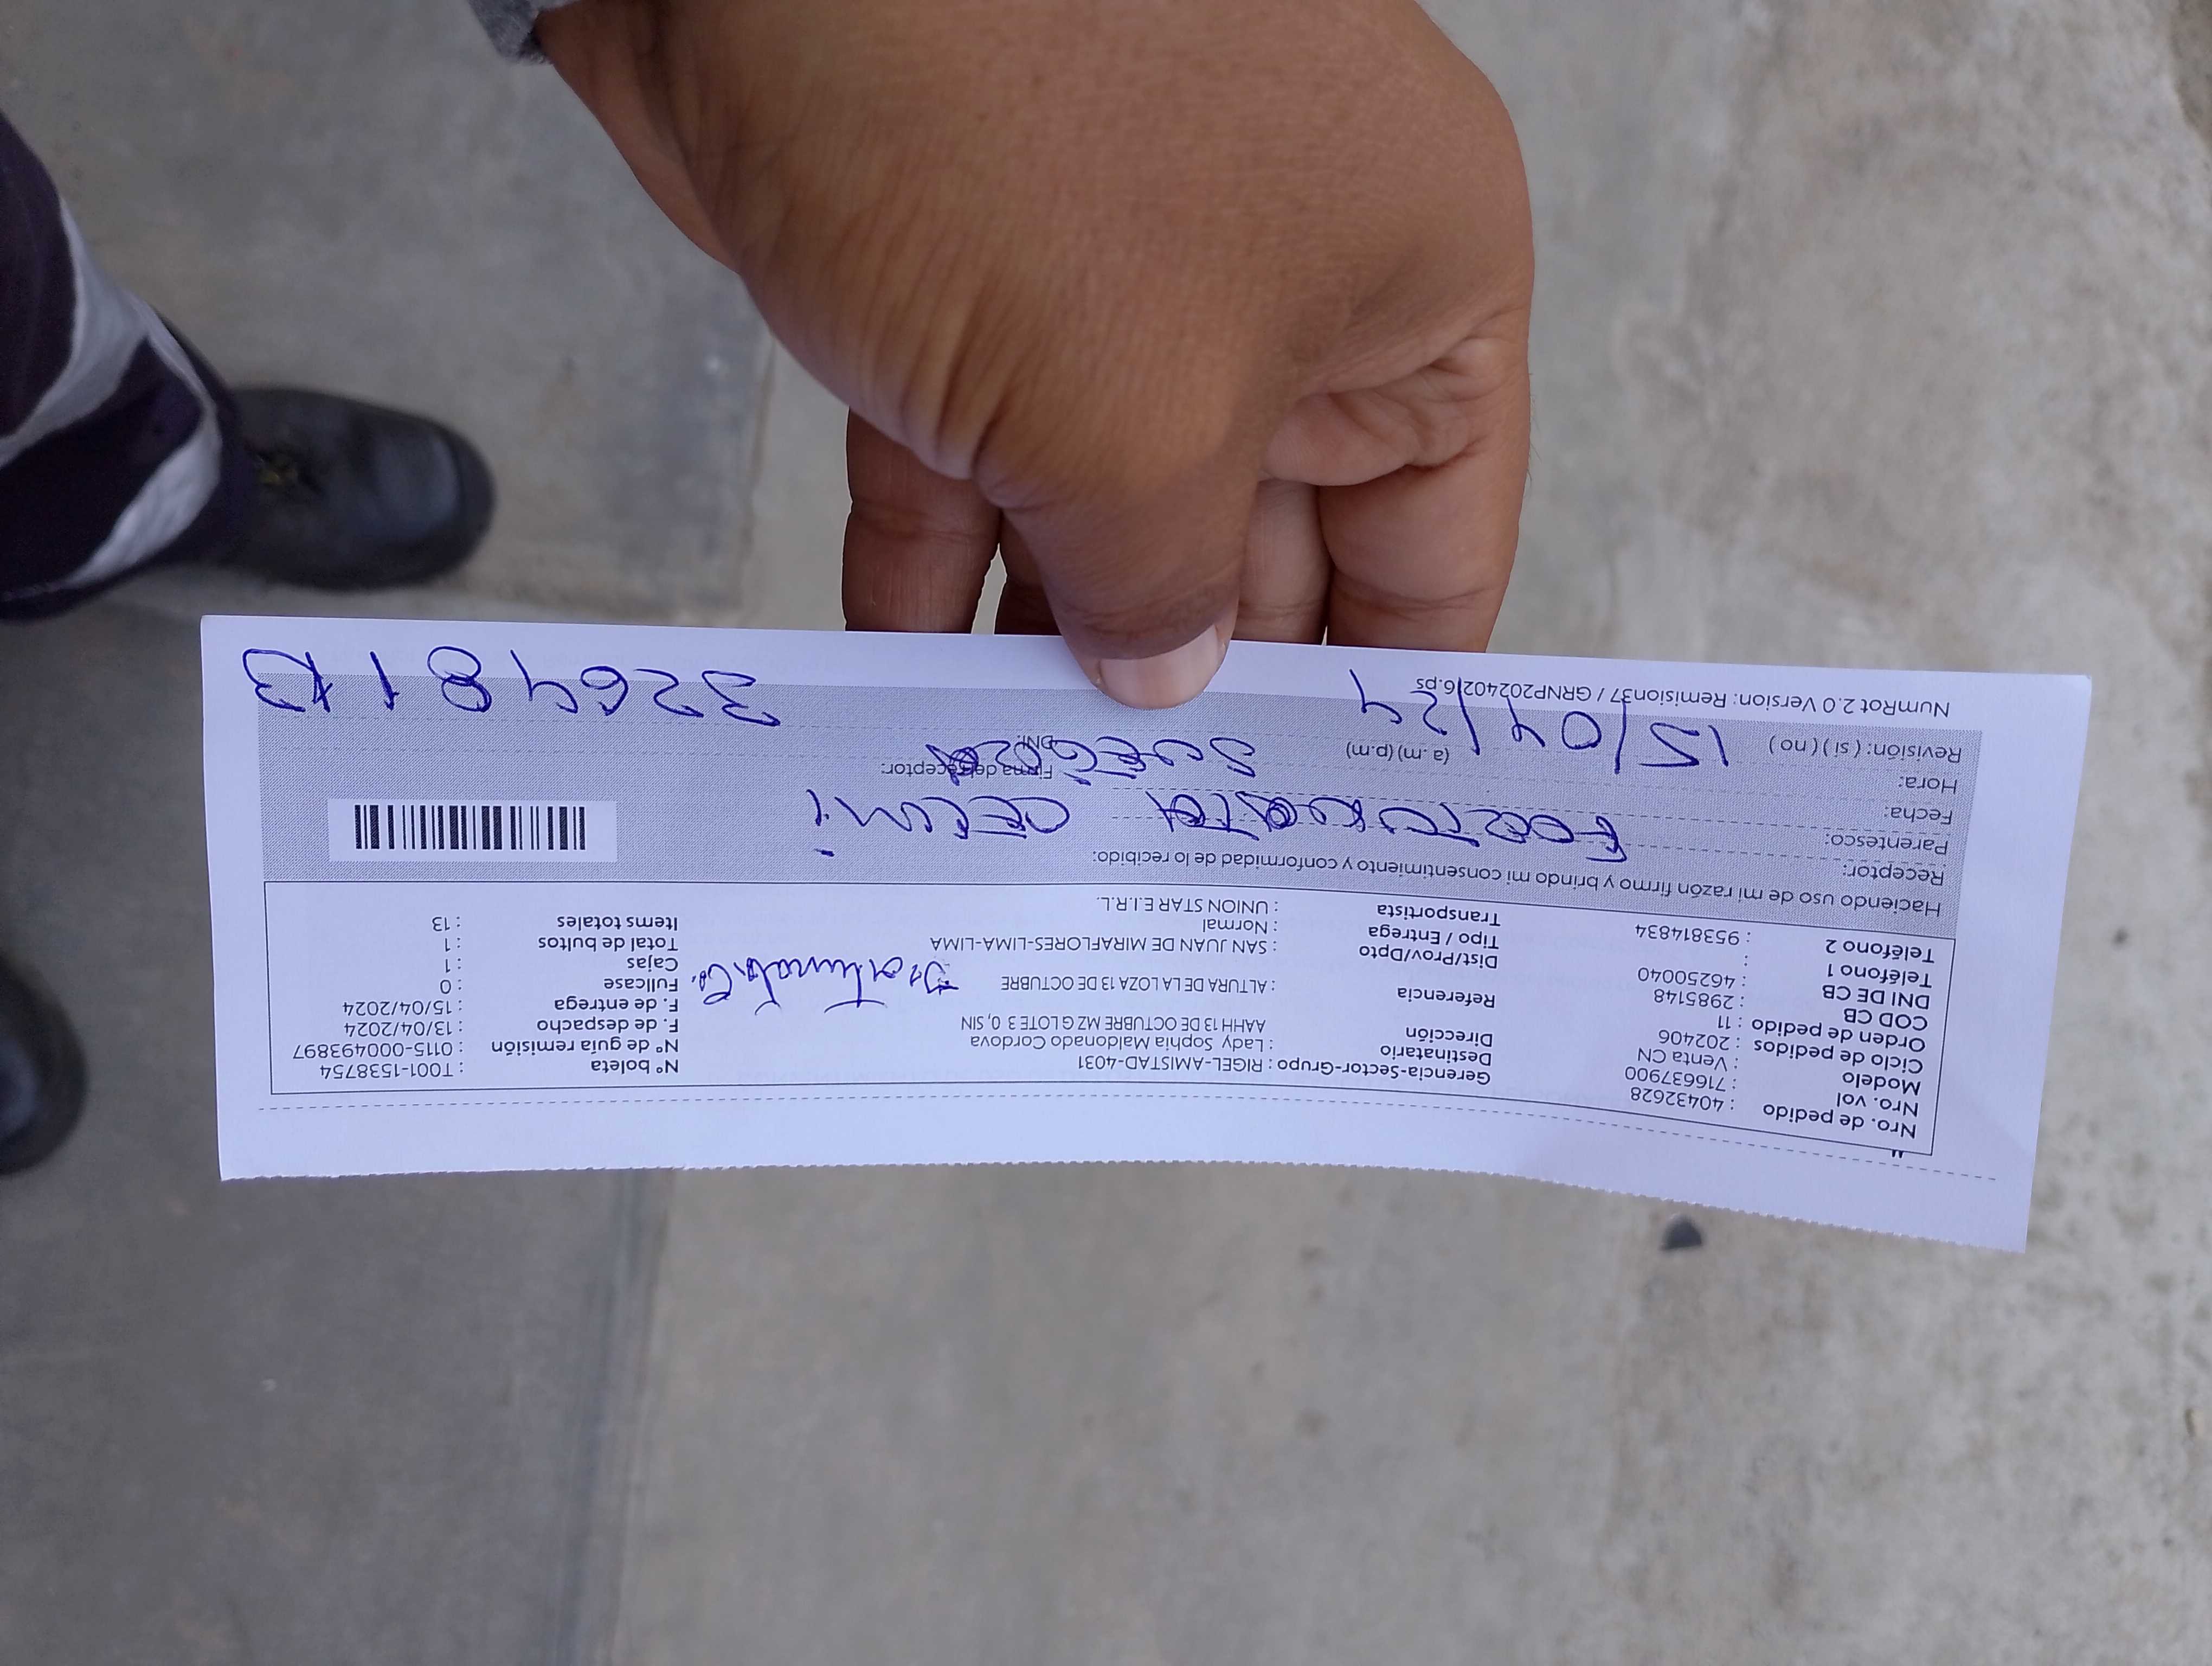 Nro. de pedido : 40432628
Nro. vol : 716637900
Modelo : Venta CN
Ciclo de pedidos : 202406
Orden de pedido : 11
COD CB : 2985148
DNI DE CB : 46250040
Teléfono 1 :
Teléfono 2 : 953814834
Gerencia-Sector-Grupo : RIGEL-AMISTAD-4031
Destinatario : Lady Sophia Maldonado Cordova
Dirección AAHH 13 DE OCTUBRE MZ G LOTE 3 0, SIN
Referencia : ALTURA DE LA LOZA 13 DE OCTUBRE
Dist/Prov/Dpto : SAN JUAN DE MIRAFLORES-LIMA-LIMA
Tipo / Entrega : Normal
Transportista : UNION STAR E.I.R.L.
N° boleta : T001-1538754
N° de guía remisión : 0115-000493897
F. de despacho : 13/04/2024
F. de entrega : 15/04/2024
Fullcase : 0
Cajas : 1
Total de bultos : 1
Items totales : 13
Haciendo uso de mi razón firmo y brindo mi consentimiento y conformidad de lo recibido:
Receptor:
Parentesco:
Fecha:
Hora: (a.m) (p.m)
Revisión: ( si ) ( no )
Firma del receptor:
DNI:
SUEGRA
15/04/24
NumRot 2.0 Version: Remision37 / GRNP20240216.ps